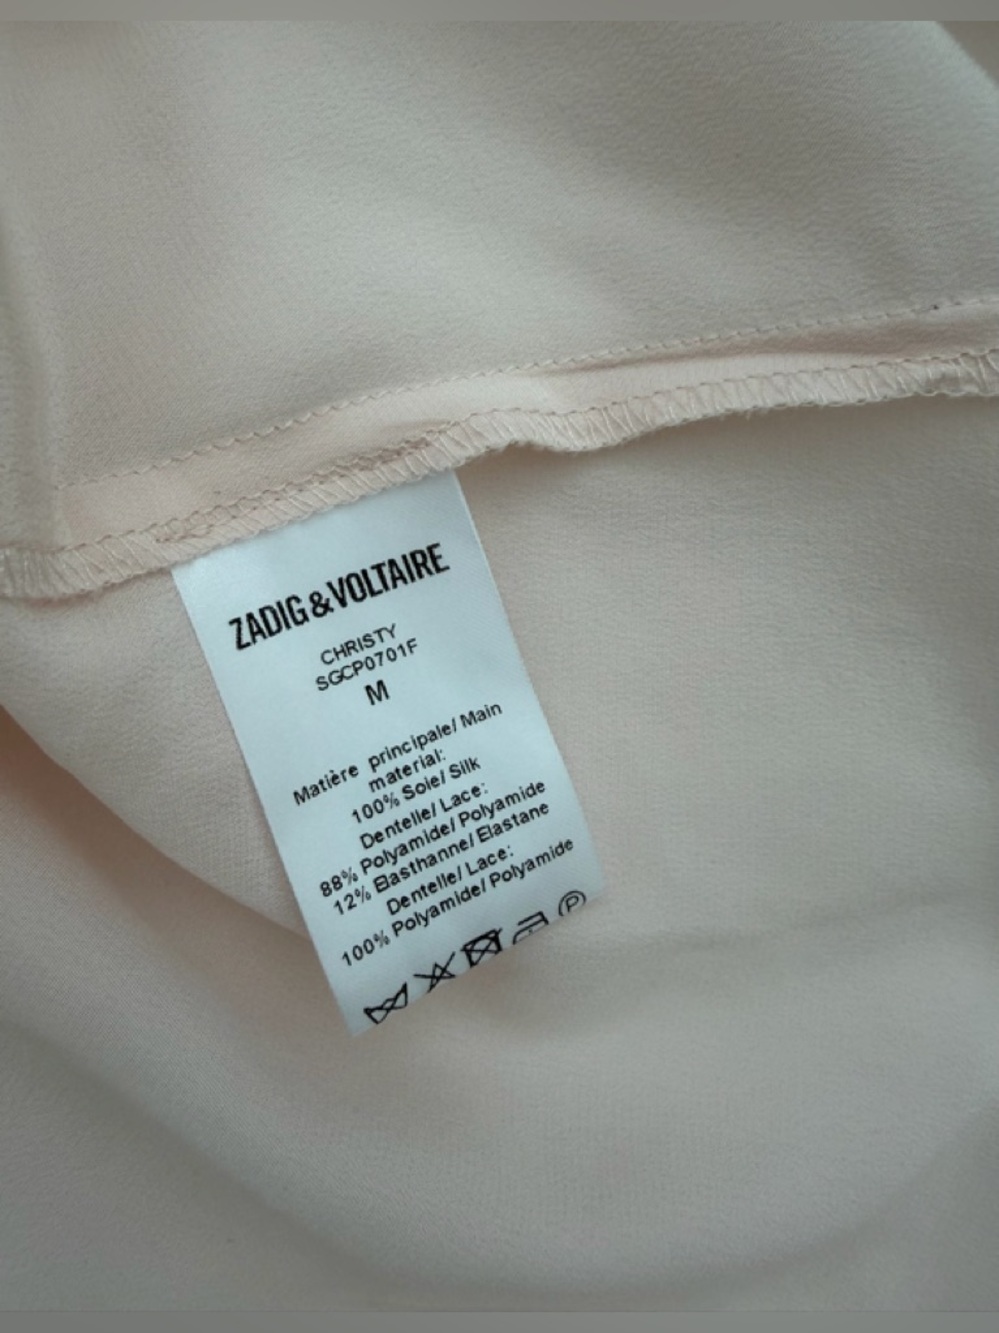 ZADIG&VOLTAIRE
CHRISTY
SGCP0701F
M
Matière principale/ Main
material:
100% Soie/ Silk
Dentelle/ Lace:
88% Polyamide/ Polyamide
12% Elasthanne/ Elastane
Dentelle/ Lace:
100% Polyamide/ Polyamide
P